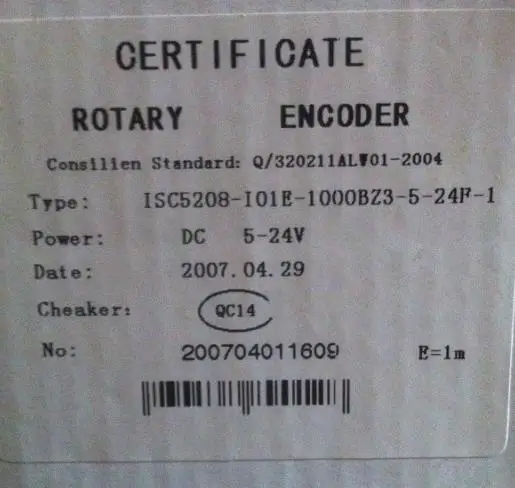 CERTIFICATE
ROTARY ENCODER
Consilien Standard: Q/320211ALW01-2004
Type: ISC5208-I01E-1000BZ3-5-24F-1
Power: DC 5-24V
Date: 2007.04.29
Cheaker: QC14
No: 200704011609 E=1m